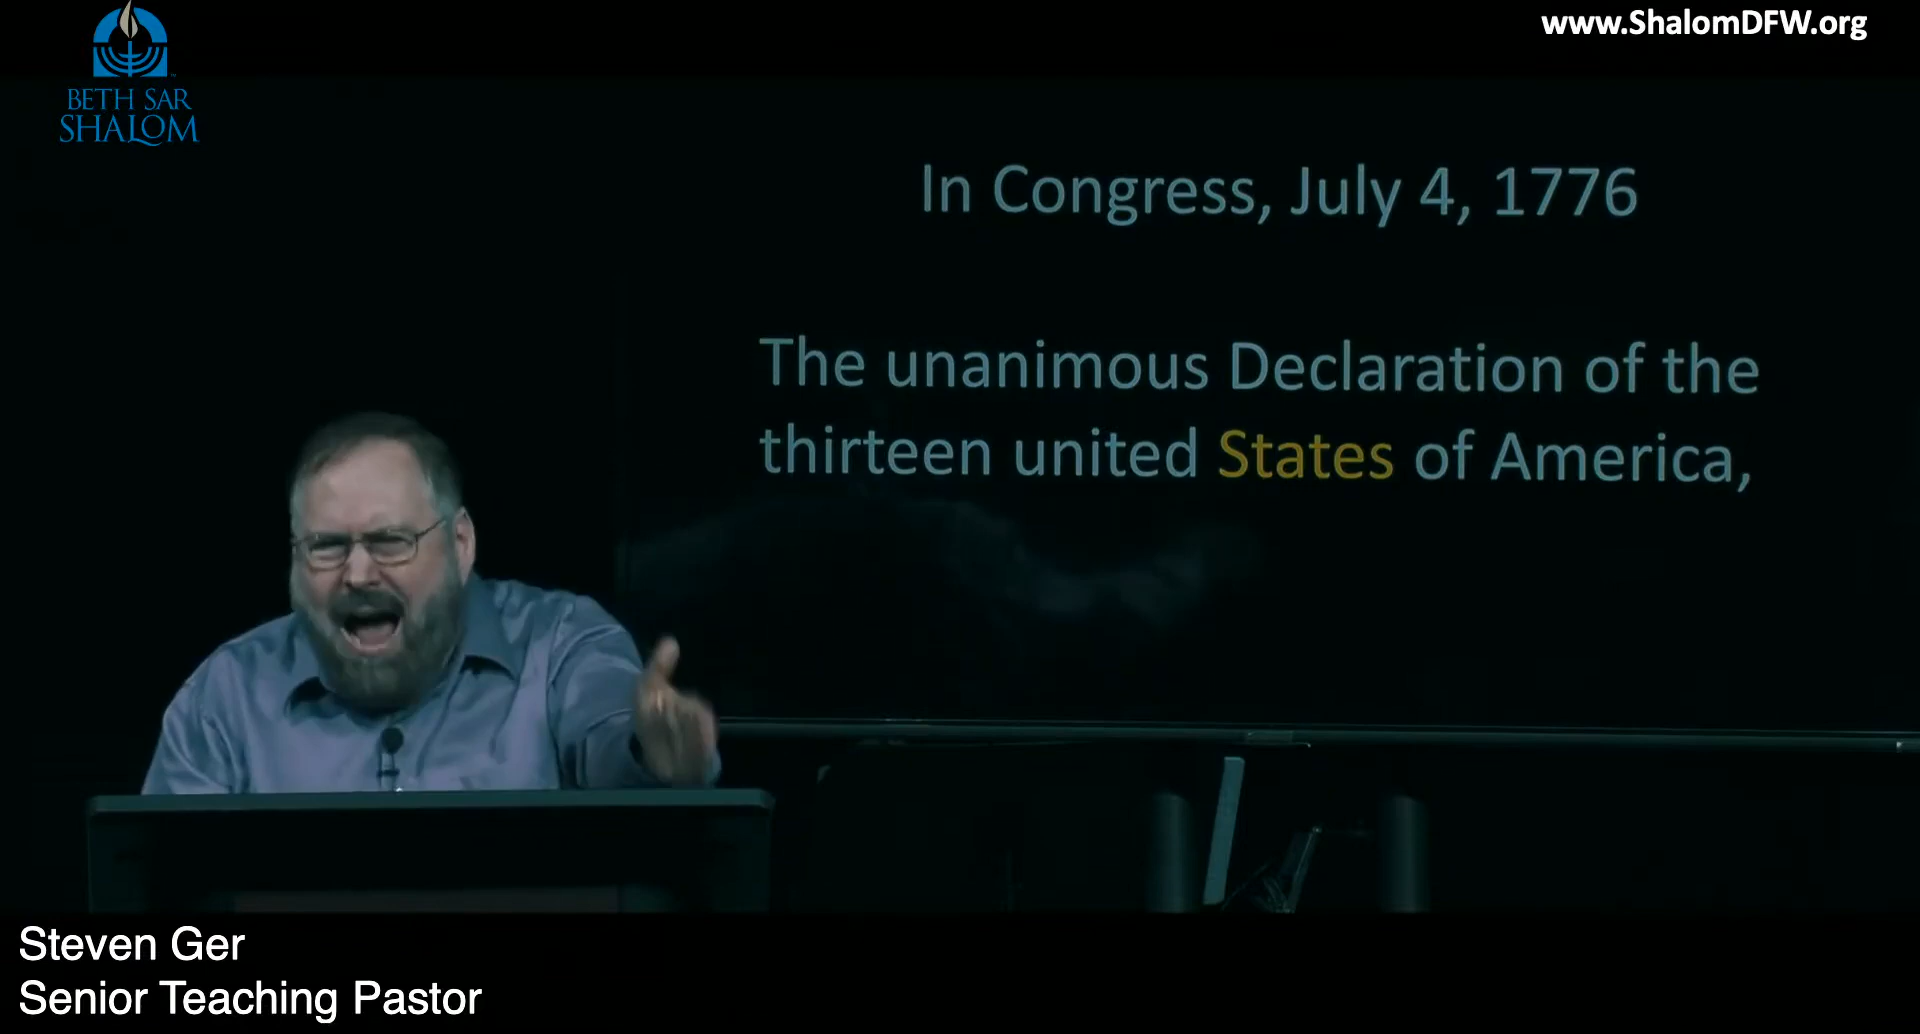 BETH SAR
SHALOM
www.ShalomDFW.org
In Congress, July 4, 1776
The unanimous Declaration of the
thirteen united States of America,
Steven Ger
Senior Teaching Pastor